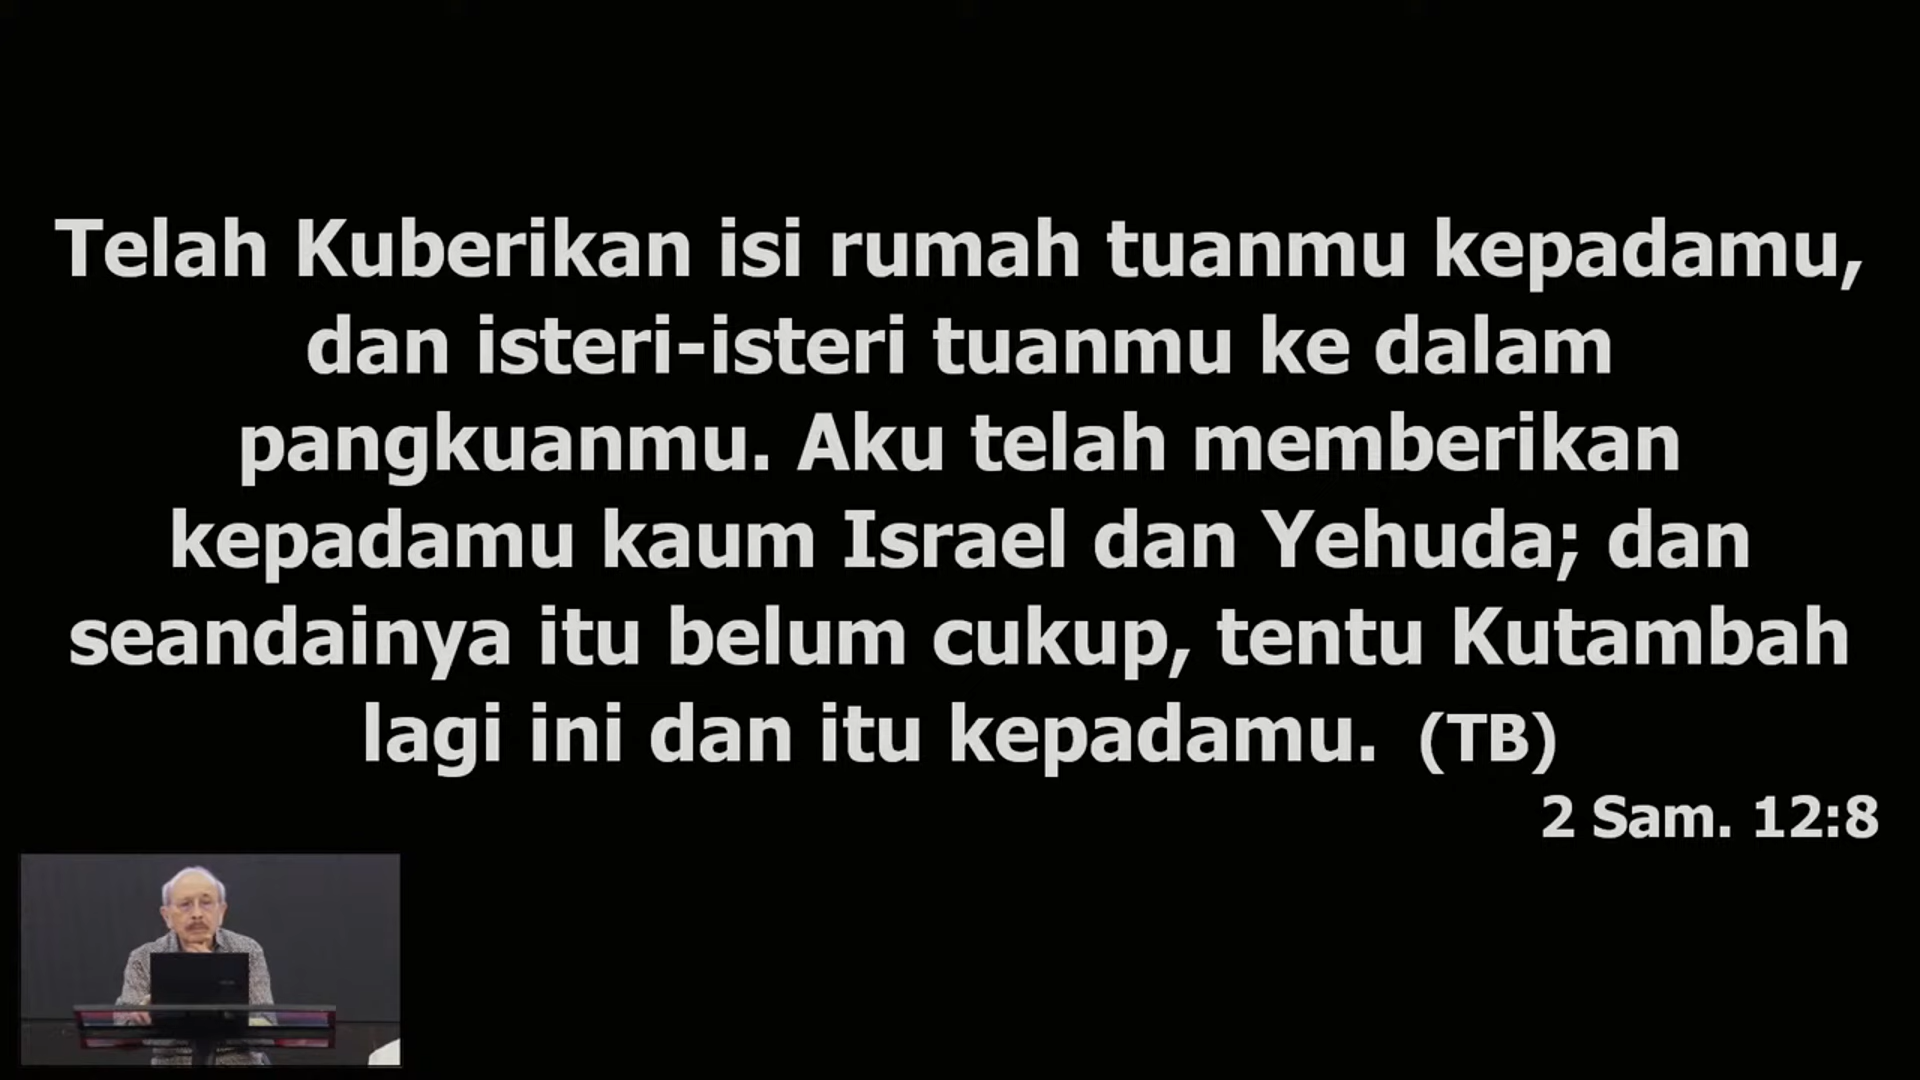 Telah Kuberikan isi rumah tuanmu kepadamu,
dan isteri-isteri tuanmu ke dalam
pangkuanmu. Aku telah memberikan
kepadamu kaum Israel dan Yehuda; dan
seandainya itu belum cukup, tentu Kutambah
lagi ini dan itu kepadamu. (TB)
2 Sam. 12:8